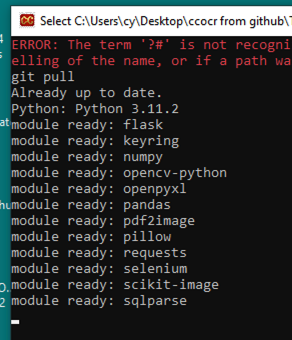 Select C:\Users\cy\Desktop\ccocr from github\T
ERROR: The term '?#' is not recogni
elling of the name, or if a path wa
git pull
Already up to date.
Python: Python 3.11.2
module ready: flask
module ready: keyring
module ready: numpy
module ready: opencv-python
module ready: openpyxl
module ready: pandas
module ready: pdf2image
module ready: pillow
module ready: requests
module ready: selenium
module ready: scikit-image
module ready: sqlparse